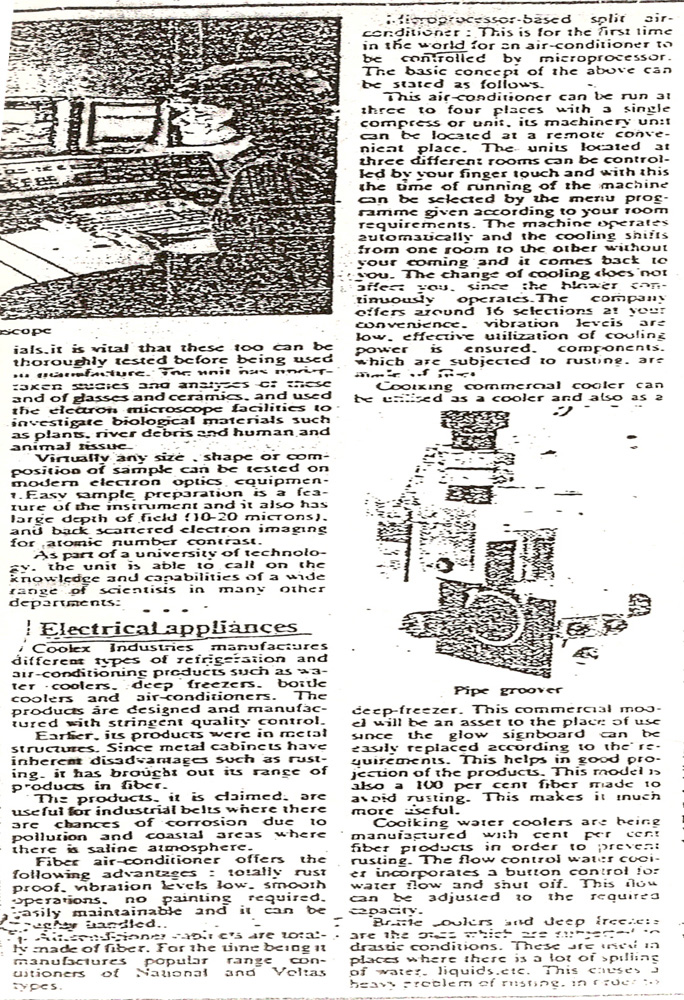 scope
ials.it is vital that these too can be
thoroughly tested before being used
in manufacture. The unit has under-
taken studies and analyses of these
and of glasses and ceramics. and used
the electron microscope facilities to
investigate biological materials such
as plants. river debris and human and
animal tissue.
Virtually any size . shape or com-
position of sample can be tested on
modern electron optics equipmen-
t.Easy sample preparation is a fea-
ture of the instrument and it also has
large depth of field (10-20 microns).
and back scattered electron imaging
for atomic number contrast.
As part of a university of technolo-
gy. the unit is able to call on the
knowledge and capabilities of a wide
range of scientists in many other
departments:
Electrical appliances
Coolex Industries manufactures
different types of refrigeration and
air-conditioning products such as wa-
ter coolers. deep freezers. bottle
coolers and air-conditioners. The
products are designed and manufac-
tured with stringent quality control.
Earlier. its products were in metal
structures. Since metal cabinets have
inherent disadvantages such as rust-
ing. it has brought out its range of
products in fiber.
The products. it is claimed. are
useful for industrial belts where there
are chances of corrosion due to
pollution and coastal areas where
there is saline atmosphere.
Fiber air-conditioner offers the
following advantages : totally rust
proof. vibration levels low. smooth
operations. no painting required.
easily maintainable and it can be
handled..
Air-conditioner are total-
ly made of fiber. For the time being it
manufactures popular range con-
ditioners of National and Voltas
types.
Microprocessor-based split air-
conditioner : This is for the first time
in the world for an air-conditioner to
be controlled by microprocessor.
The basic concept of the above can
be stated as follows.
This air-conditioner can be run at
three to four places with a single
compress or unit. its machinery unit
can be located at a remote conve-
nient place. The units located at
three different rooms can be control-
led by your finger touch and with this
the time of running of the machine
can be selected by the menu prog-
ramme given according to your room
requirements. The machine operates
automatically and the cooling shifts
from one room to the other without
your coming and it comes back to
you. The change of cooling does not
affect you. since the blower con-
tinuously operates.The company
offers around 16 selections at your
convenience. vibration levels are
low. effective utilization of cooling
power is ensured. components.
which are subjected to rusting. are
made of fiber.
Coolking commercial cooler can
be utilised as a cooler and also as a
Pipe groover
deep-freezer. This commercial mod-
el will be an asset to the place of use
since the glow signboard can be
easily replaced according to the re-
quirements. This helps in good pro-
jection of the products. This model is
also a 100 per cent fiber made to
avoid rusting. This makes it much
more useful.
Coolking water coolers are being
manufactured with cent per cent
fiber products in order to prevent
rusting. The flow control water cool-
er incorporates a button control for
water flow and shut off. This flow
can be adjusted to the required
capacity.
Bottle coolers and deep freezers
are the ones which are subjected to
drastic conditions. These are used in
places where there is a lot of spilling
of water. liquids.etc. This causes a
heavy problem of rusting. in order to